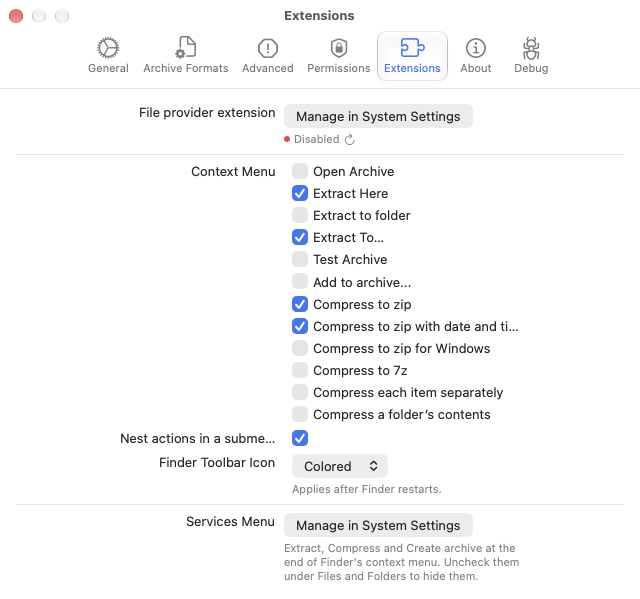 Extensions
General
Archive Formats
Advanced
Permissions
Extensions
About
Debug
File provider extension
Manage in System Settings
Disabled
Context Menu
Open Archive
Extract Here
Extract to folder
Extract To...
Test Archive
Add to archive...
Compress to zip
Compress to zip with date and ti...
Compress to zip for Windows
Compress to 7z
Compress each item separately
Compress a folder’s contents
Nest actions in a subme...
Finder Toolbar Icon
Colored
Applies after Finder restarts.
Services Menu
Manage in System Settings
Extract, Compress and Create archive at the
end of Finder's context menu. Uncheck them
under Files and Folders to hide them.